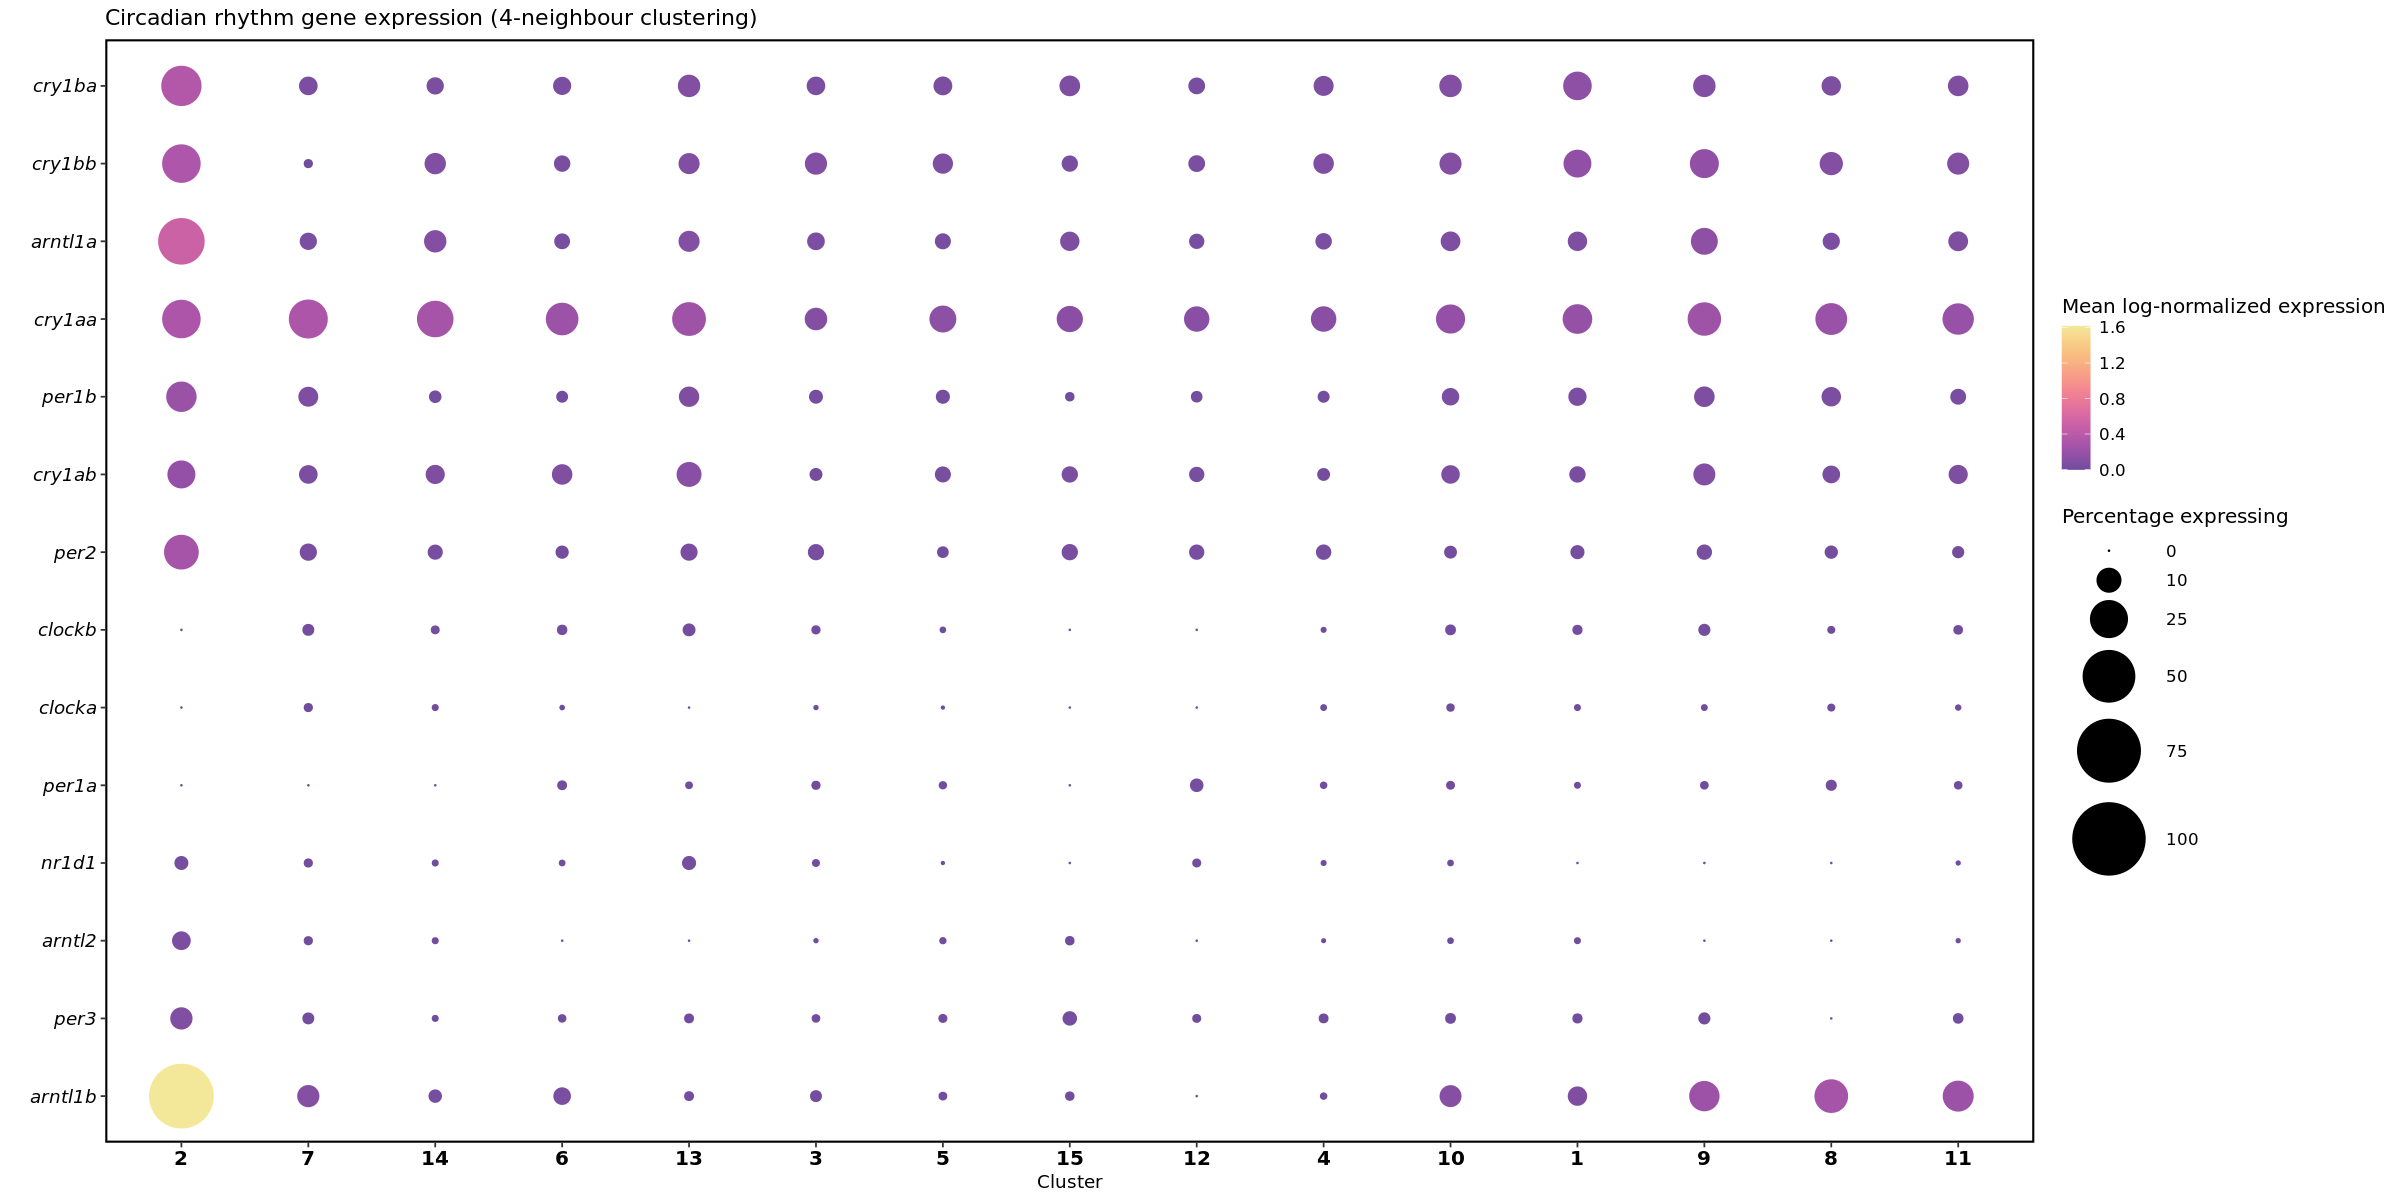 Circadian rhythm gene expression (4-neighbour clustering)
cry1ba
cry1bb
arntl1a
cry1aa
per1b
cry1ab
per2
clockb
clocka
per1a
nr1d1
arntl2
per3
arntl1b
2 7 14 6 13 3 5 15 12 4 10 1 9 8 11
Cluster
Mean log-normalized expression
1.6
1.2
0.8
0.4
0.0
Percentage expressing
0
10
25
50
75
100